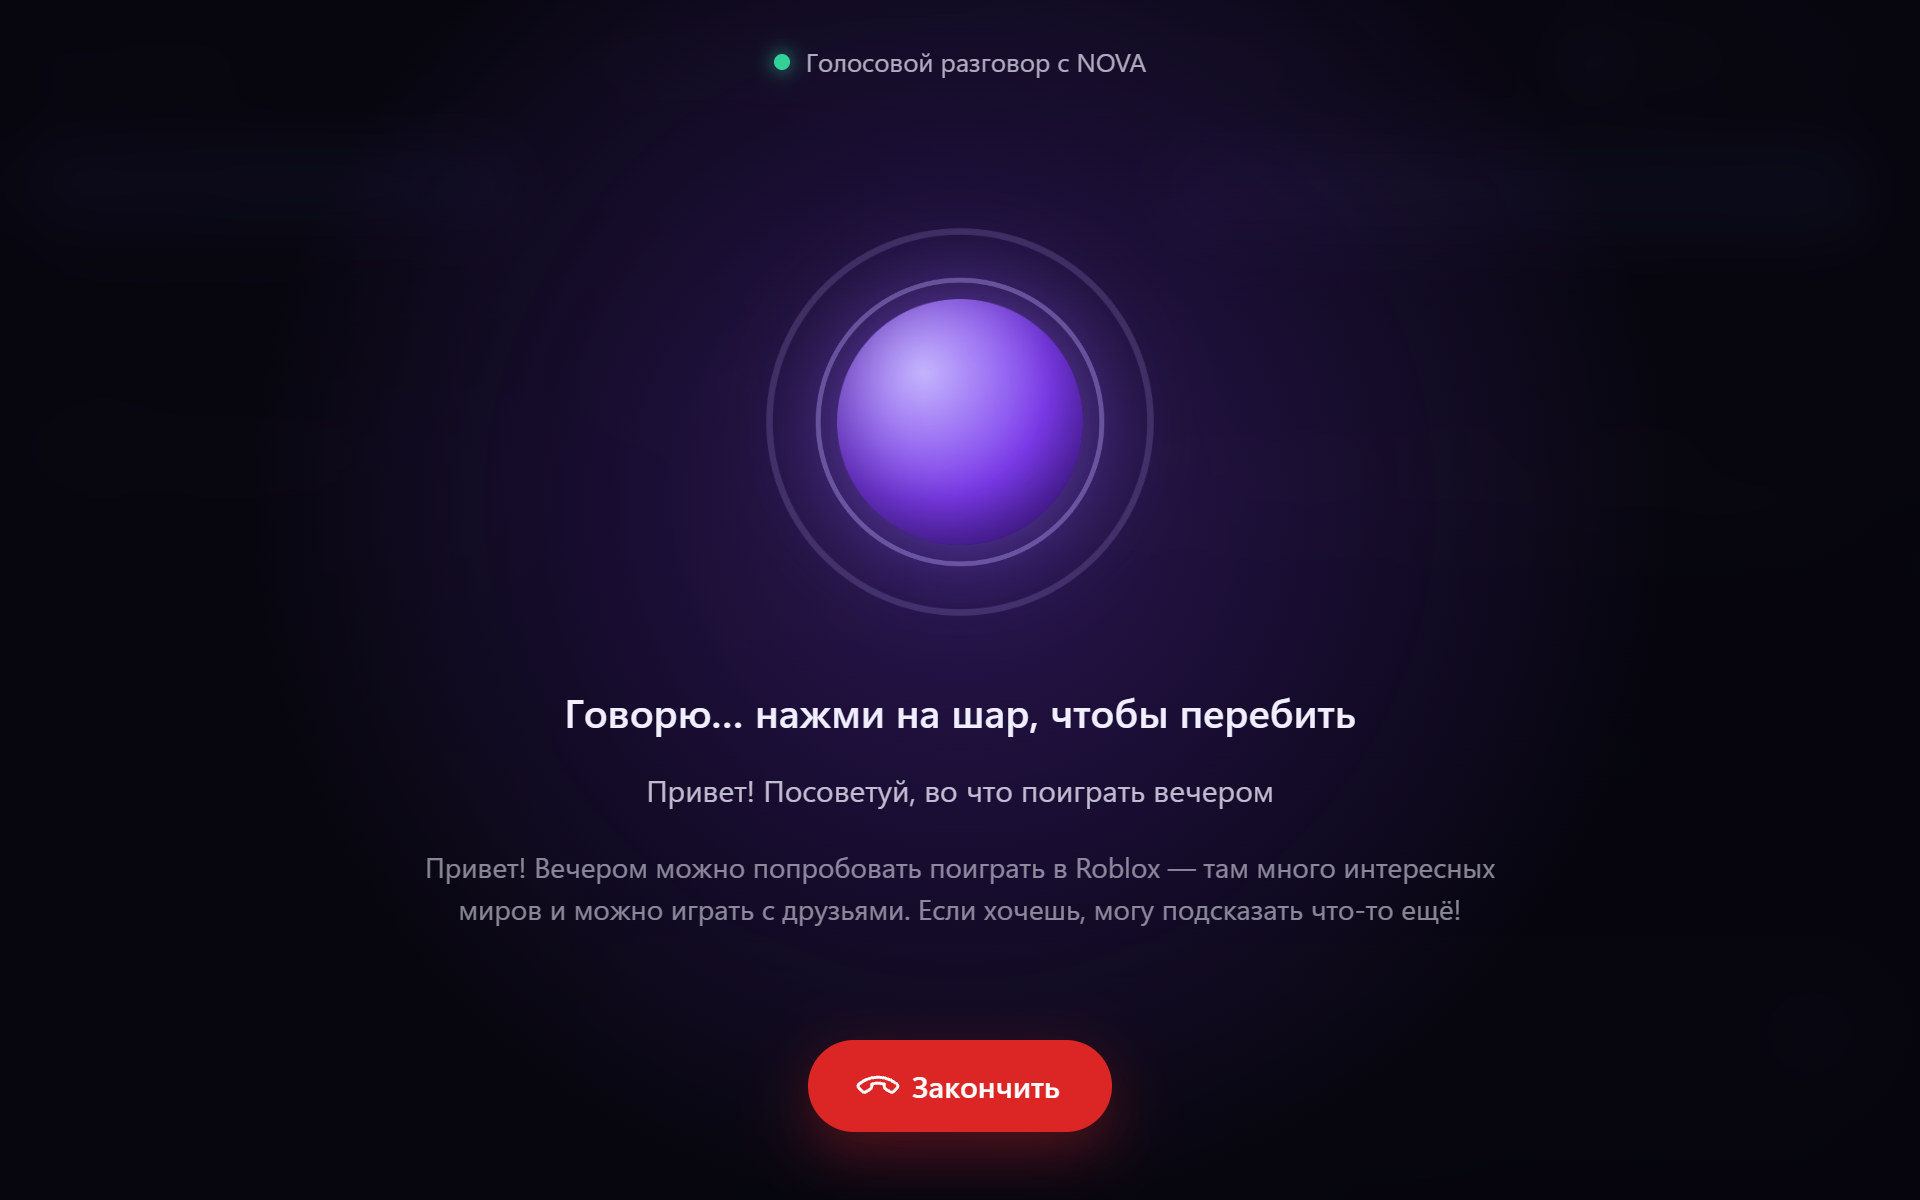 Голосовой разговор с NOVA
Говорю... нажми на шар, чтобы перебить
Привет! Посоветуй, во что поиграть вечером
Привет! Вечером можно попробовать поиграть в Roblox — там много интересных
миров и можно играть с друзьями. Если хочешь, могу подсказать что-то ещё!
Закончить